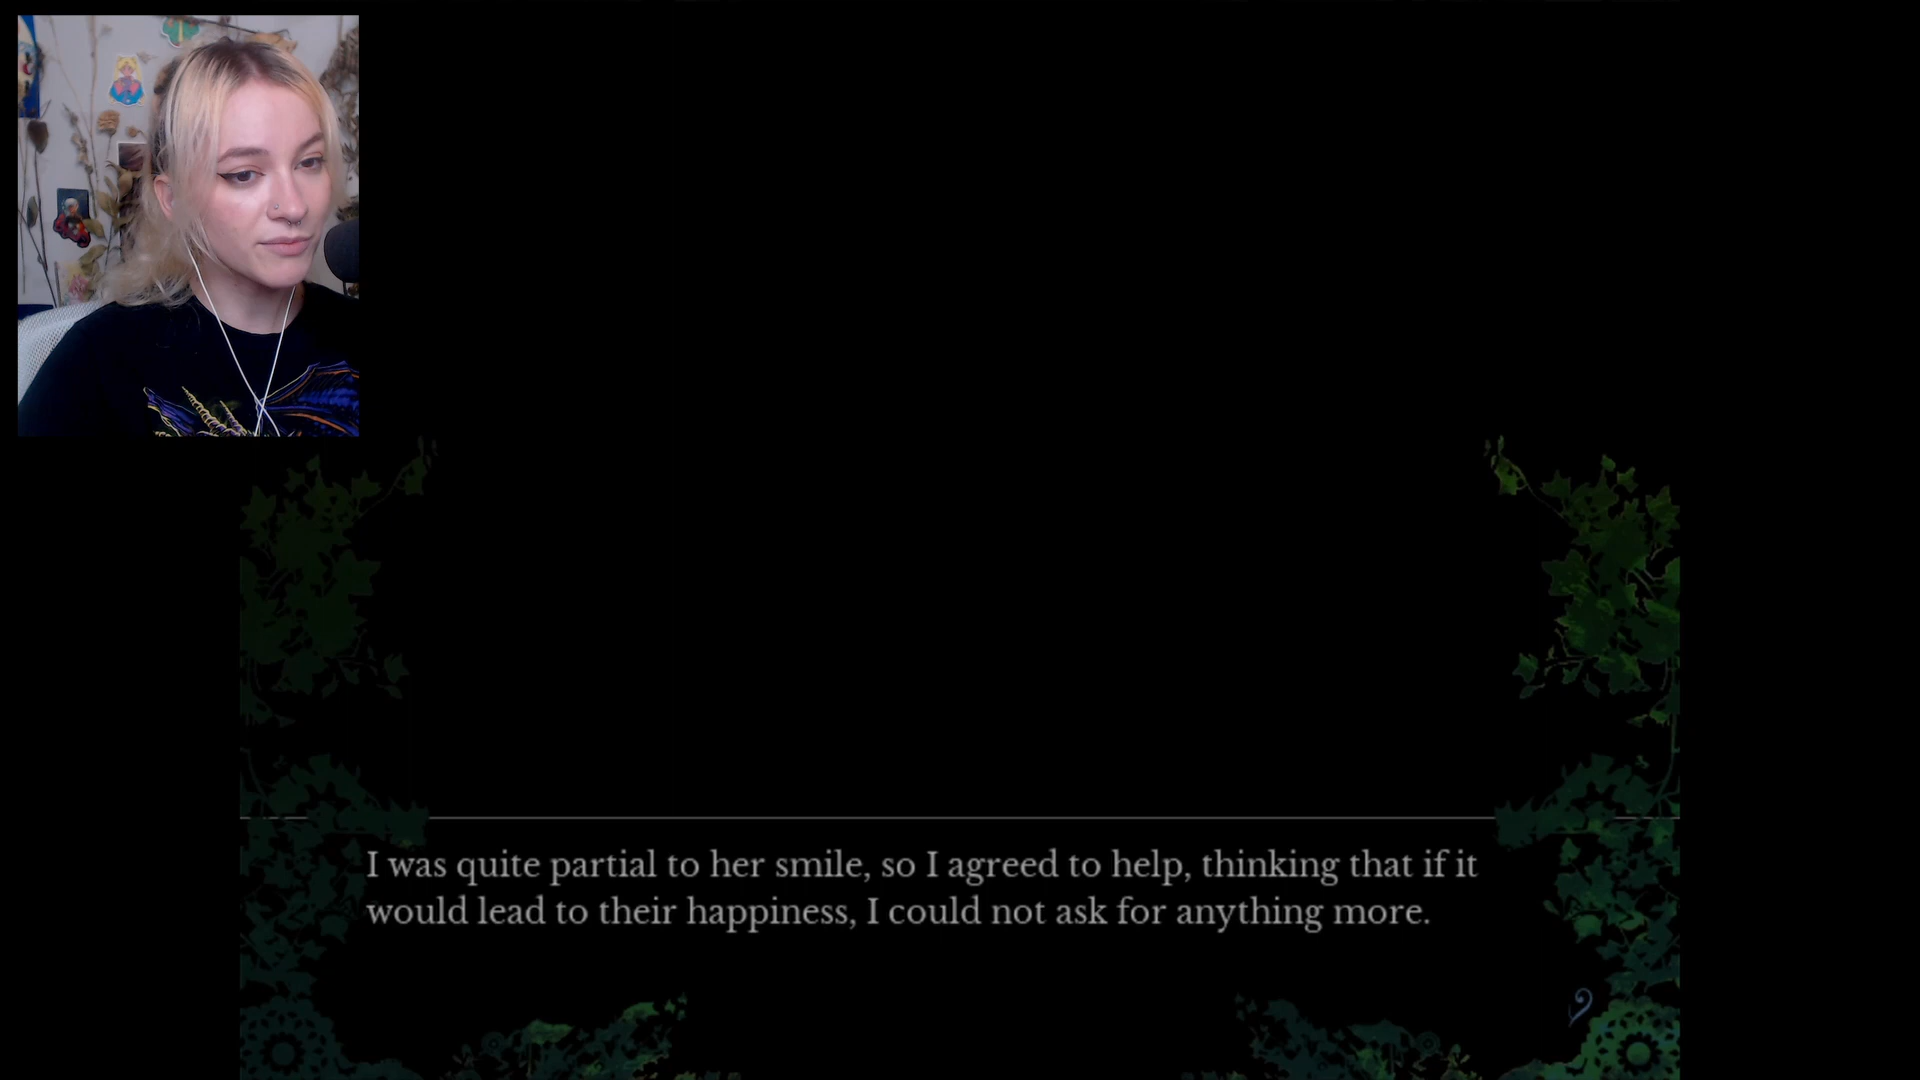 I was quite partial to her smile, so I agreed to help, thinking that if it
would lead to their happiness, I could not ask for anything more.